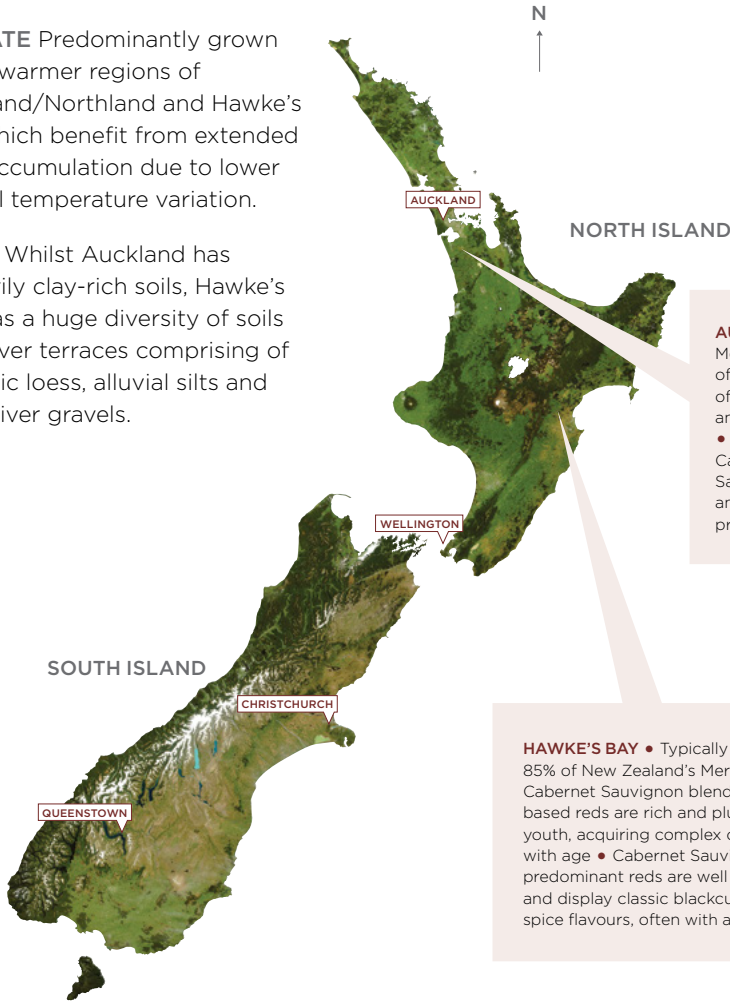 ATE Predominantly grown
warmer regions of
and/Northland and Hawke's
hich benefit from extended
ccumulation due to lower
l temperature variation.
Whilst Auckland has
rily clay-rich soils, Hawke's
as a huge diversity of soils
ver terraces comprising of
ic loess, alluvial silts and
iver gravels.
N
AUCKLAND
NORTH ISLAND
AU
M
of
of
an
•
Ca
Sa
an
pr
WELLINGTON
SOUTH ISLAND
CHRISTCHURCH
QUEENSTOWN
HAWKE'S BAY • Typically
85% of New Zealand's Mer
Cabernet Sauvignon blend
based reds are rich and plu
youth, acquiring complex
with age • Cabernet Sauv
predominant reds are well
and display classic blackcu
spice flavours, often with a